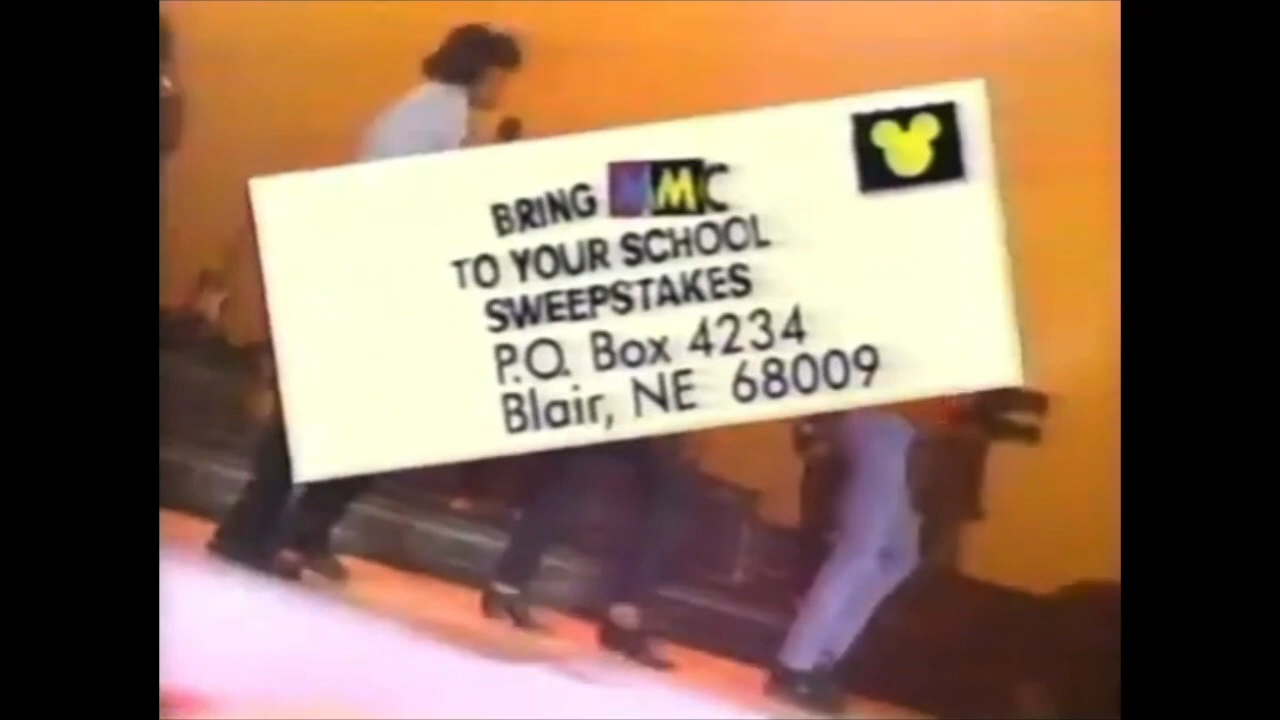 BRING MMC
TO YOUR SCHOOL
SWEEPSTAKES
P.O. Box 4234
Blair, NE 68009